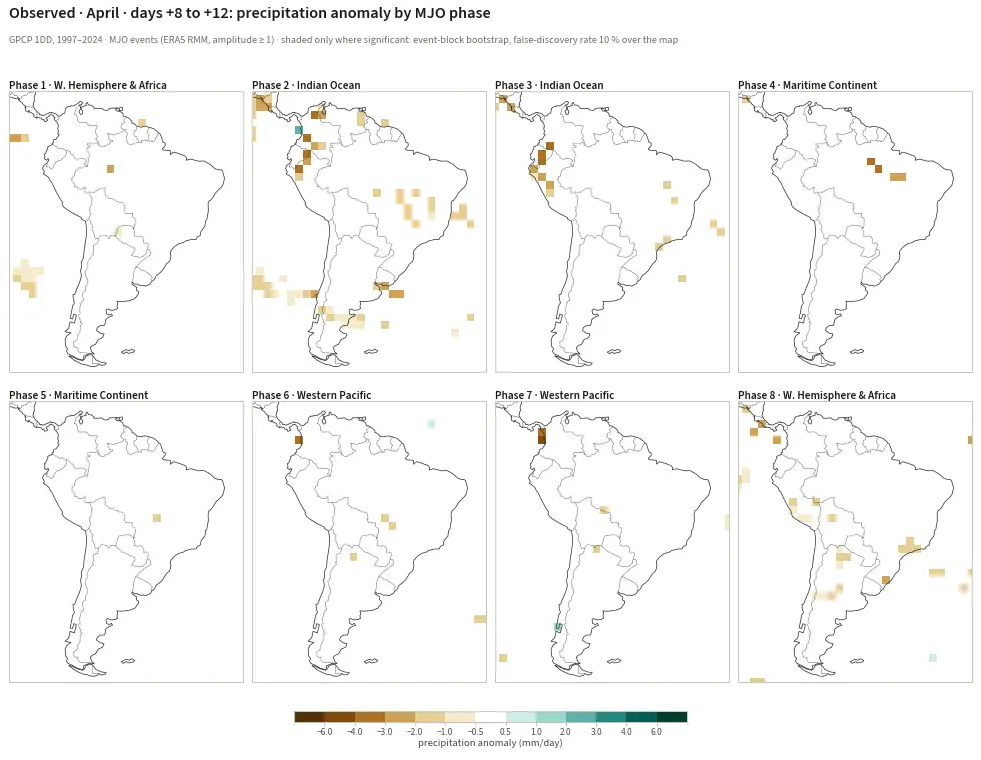 Observed · April · days +8 to +12: precipitation anomaly by MJO phase
GPCP 1DD, 1997–2024 · MJO events (ERA5 RMM, amplitude ≥ 1) · shaded only where significant: event-block bootstrap, false-discovery rate 10 % over the map
Phase 1 · W. Hemisphere & Africa
Phase 2 · Indian Ocean
Phase 3 · Indian Ocean
Phase 4 · Maritime Continent
Phase 5 · Maritime Continent
Phase 6 · Western Pacific
Phase 7 · Western Pacific
Phase 8 · W. Hemisphere & Africa
−6.0 −4.0 −3.0 −2.0 −1.0 −0.5 0.5 1.0 2.0 3.0 4.0 6.0
precipitation anomaly (mm/day)